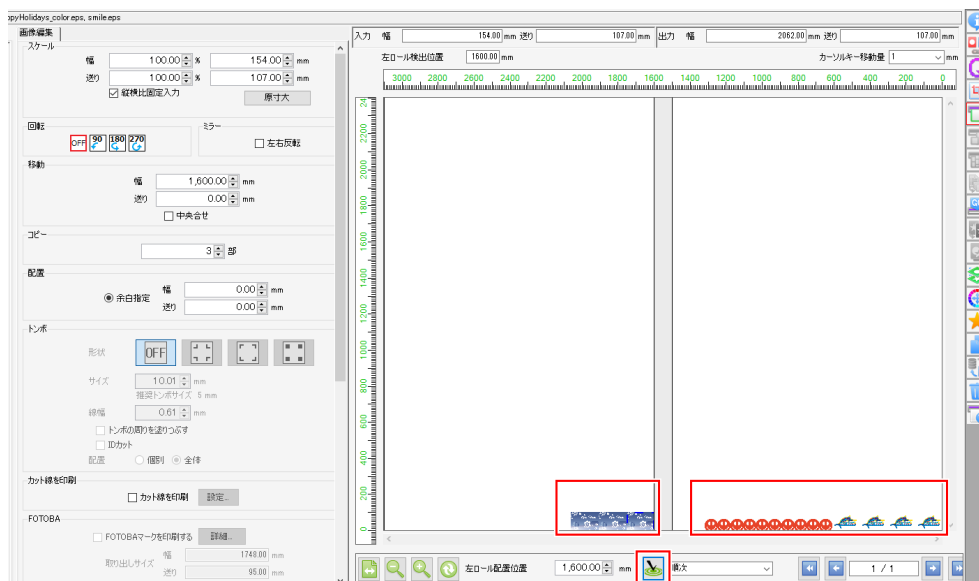 ppyHolidays_color.eps, smile.eps
画像編集
スケール
幅 100.00 % 154.00 mm
送り 100.00 % 107.00 mm
縦横比固定入力 原寸大
回転 ミラー
OFF 90 180 270 左右反転
移動
幅 1,600.00 mm
送り 0.00 mm
中央合せ
コピー
3 部
配置
余白指定 幅 0.00 mm
送り 0.00 mm
トンボ
形状 OFF
サイズ 10.01 mm
推奨トンボサイズ 5 mm
線幅 0.61 mm
トンボの周りを塗りつぶす
IDカット
配置 個別 全体
カット線を印刷
カット線を印刷 設定...
FOTOBA
FOTOBAマークを印刷する 詳細...
取り出しサイズ 幅 1748.00 mm
送り 95.00 mm
入力 幅 154.00 mm 送り 107.00 mm 出力 幅 2062.00 mm 送り 107.00 mm
左ロール検出位置 1600.00 mm カーソルキー移動量 1 mm
3000 2800 2600 2400 2200 2000 1800 1600 1400 1200 1000 800 600 400 200 0
24
2200
2000
1800
1600
1400
1200
1000
800
600
400
200
0
左ロール配置位置 1,600.00 mm 順次 1 / 1